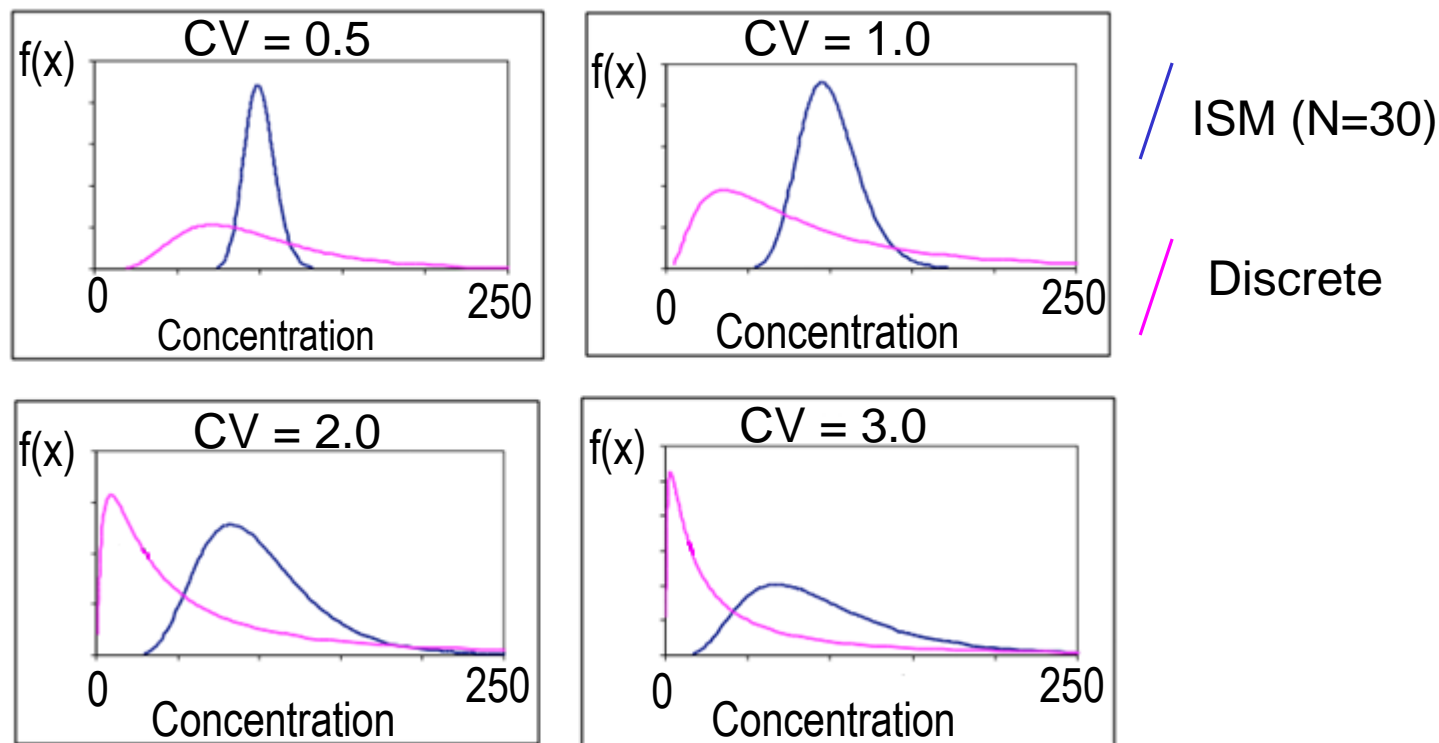 CV = 0.5
f(x)
0
250
Concentration
CV = 1.0
f(x)
0
250
Concentration
ISM (N=30)
Discrete
CV = 2.0
f(x)
0
250
Concentration
CV = 3.0
f(x)
0
250
Concentration